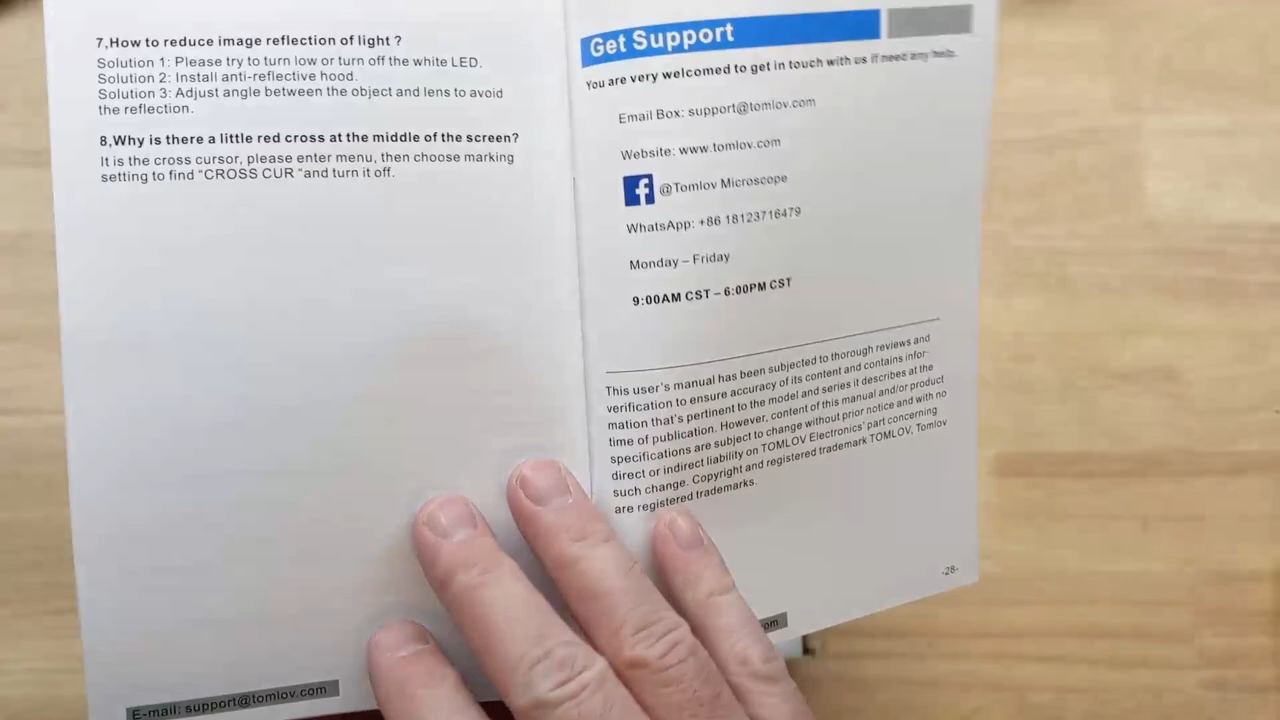 7,How to reduce image reflection of light ?
Solution 1: Please try to turn low or turn off the white LED.
Solution 2: Install anti-reflective hood.
Solution 3: Adjust angle between the object and lens to avoid
the reflection.
8,Why is there a little red cross at the middle of the screen?
It is the cross cursor, please enter menu, then choose marking
setting to find “CROSS CUR “and turn it off.
E-mail: support@tomlov.com
Get Support
You are very welcomed to get in touch with us if need any help.
Email Box: support@tomlov.com
Website: www.tomlov.com
@Tomlov Microscope
WhatsApp: +86 18123716479
Monday – Friday
9:00AM CST – 6:00PM CST
This user's manual has been subjected to thorough reviews and
verification to ensure accuracy of its content and contains infor-
mation that's pertinent to the model and series it describes at the
time of publication. However, content of this manual and/or product
specifications are subject to change without prior notice and with no
direct or indirect liability on TOMLOV Electronics' part concerning
such change. Copyright and registered trademark TOMLOV, Tomlov
are registered trademarks.
-28-